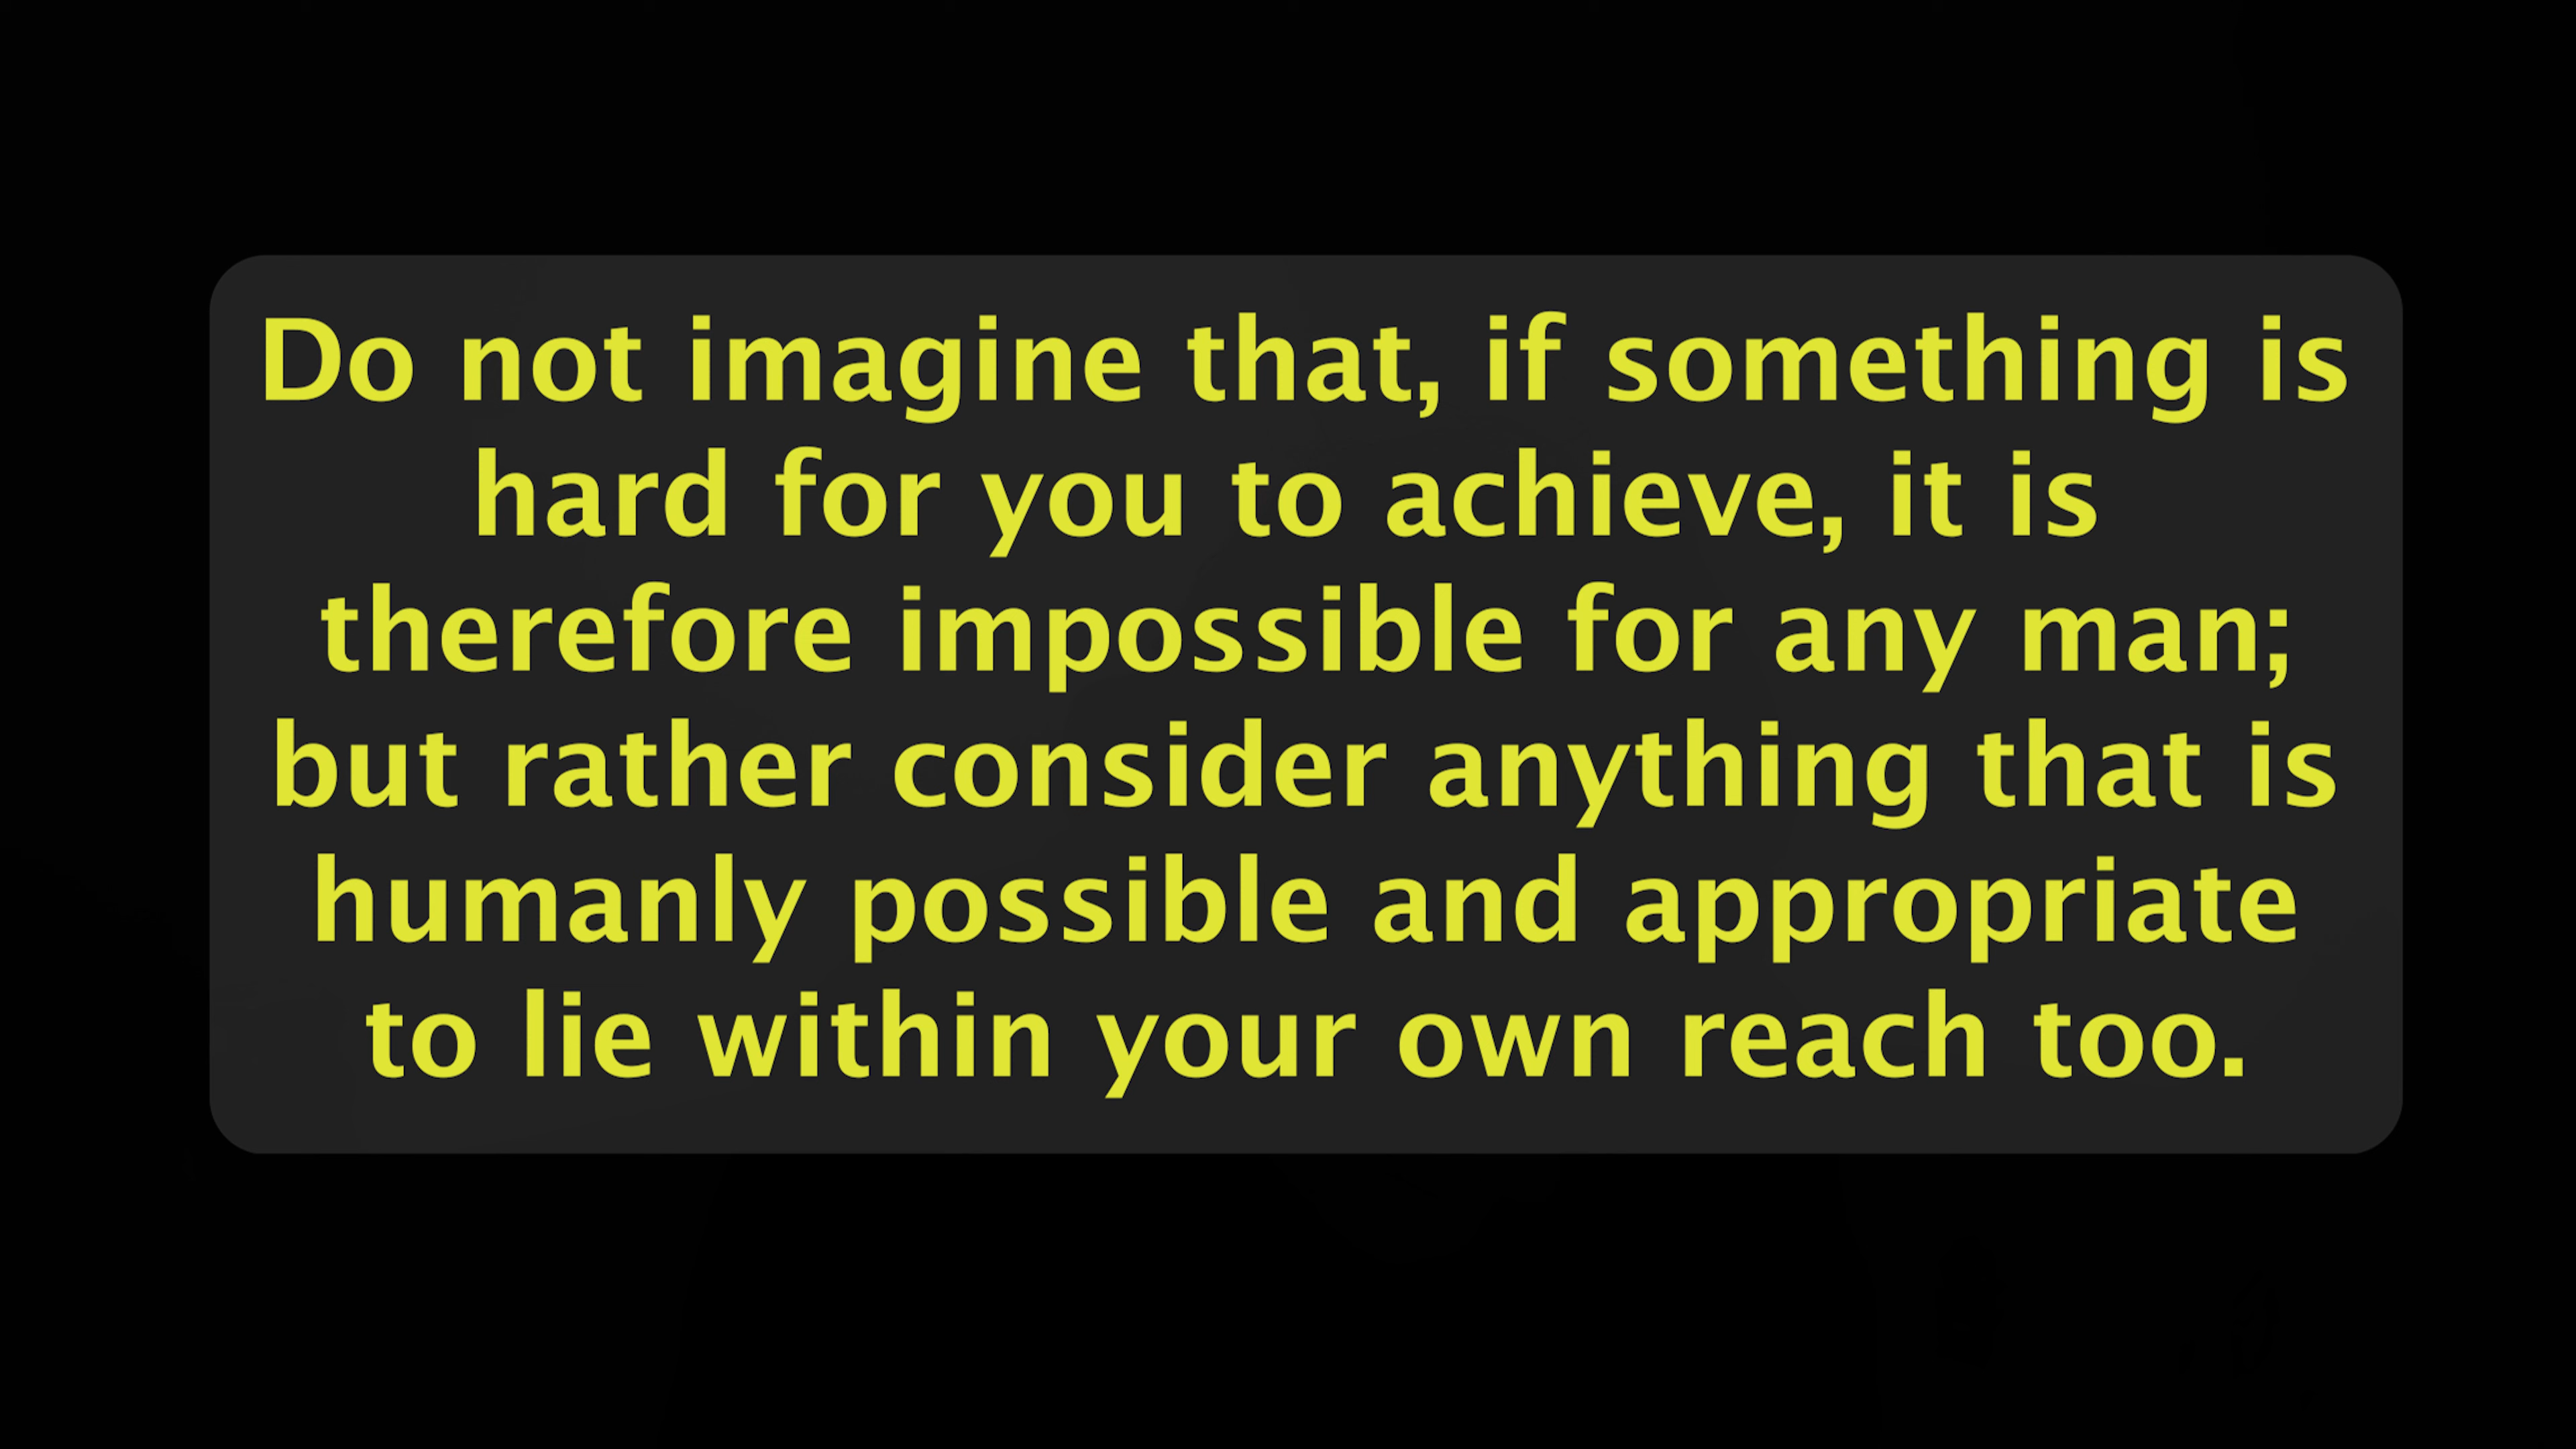 Do not imagine that, if something is
hard for you to achieve, it is
therefore impossible for any man;
but rather consider anything that is
humanly possible and appropriate
to lie within your own reach too.